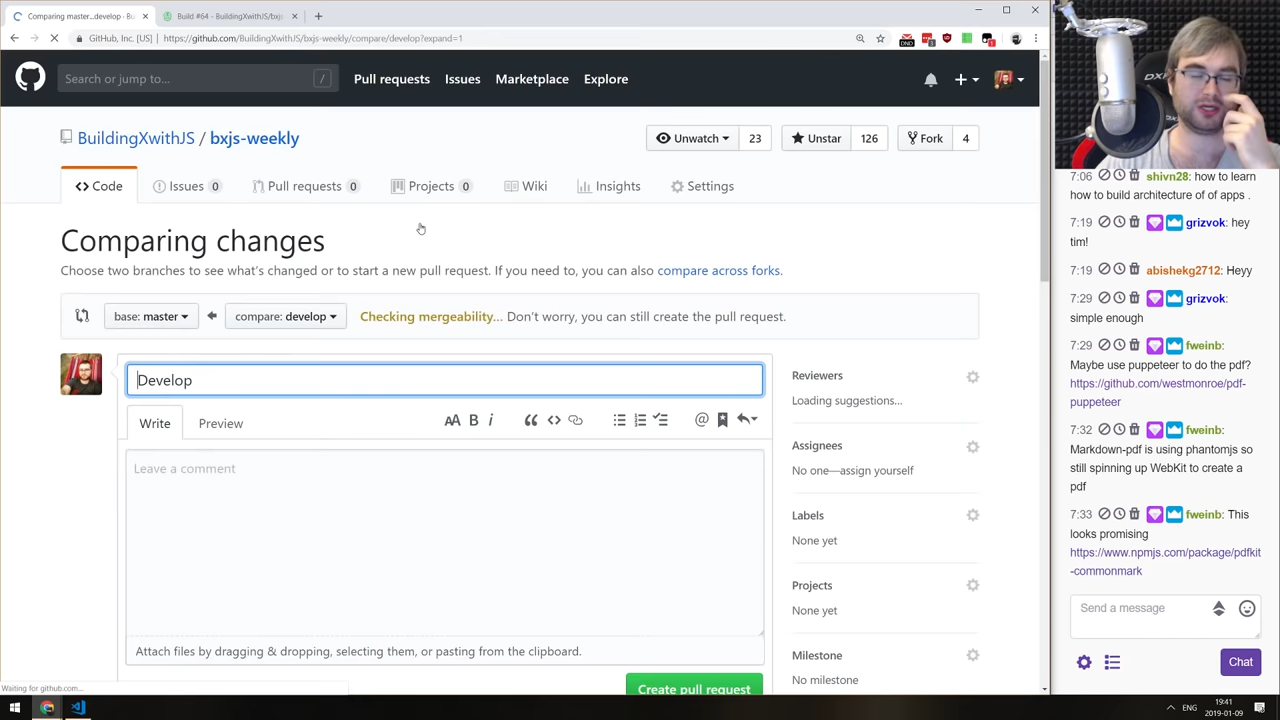 Comparing master...develop · Bui
Build #64 - BuildingXwithJS/bxjs
GitHub, Inc. [US]
https://github.com/BuildingXwithJS/bxjs-weekly/compare/develop?expand=1
Search or jump to...
/
Pull requests
Issues
Marketplace
Explore
BuildingXwithJS / bxjs-weekly
Unwatch 23
Unstar 126
Fork 4
Code
Issues 0
Pull requests 0
Projects 0
Wiki
Insights
Settings
Comparing changes
Choose two branches to see what's changed or to start a new pull request. If you need to, you can also compare across forks.
base: master
compare: develop
Checking mergeability... Don't worry, you can still create the pull request.
Develop
Write
Preview
AA B i
Leave a comment
Attach files by dragging & dropping, selecting them, or pasting from the clipboard.
Create pull request
Reviewers
Loading suggestions...
Assignees
No one—assign yourself
Labels
None yet
Projects
None yet
Milestone
No milestone
Waiting for github.com...
7:06 shivn28: how to learn
how to build architecture of of apps .
7:19 grizvok: hey
tim!
7:19 abishekg2712: Heyy
7:29 grizvok:
simple enough
7:29 fweinb:
Maybe use puppeteer to do the pdf?
https://github.com/westmonroe/pdf-
puppeteer
7:32 fweinb:
Markdown-pdf is using phantomjs so
still spinning up WebKit to create a
pdf
7:33 fweinb: This
looks promising
https://www.npmjs.com/package/pdfkit
-commonmark
Send a message
Chat
ENG
19:41
2019-01-09